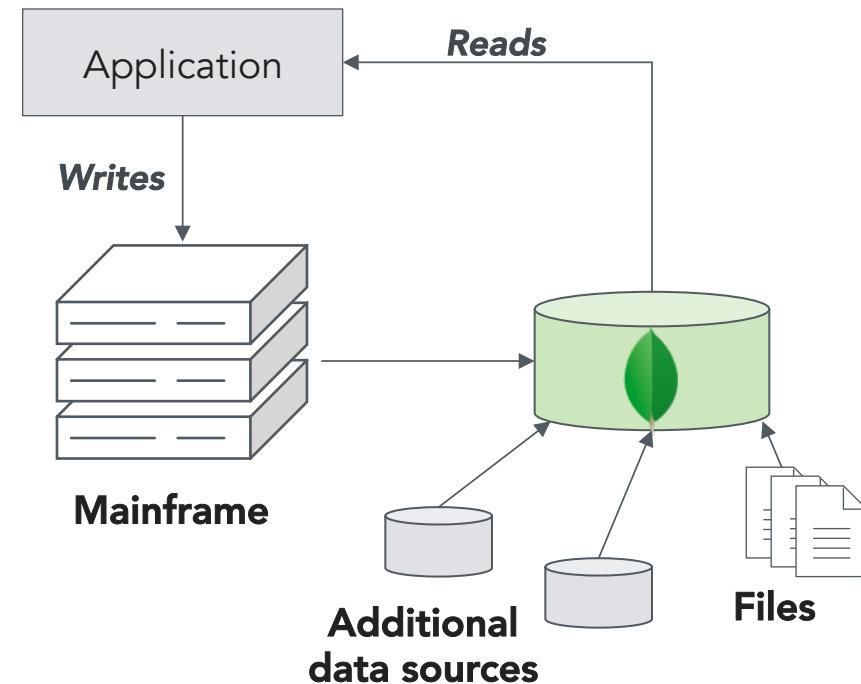 Reads
Application
Writes
Mainframe
Additional
data sources
Files